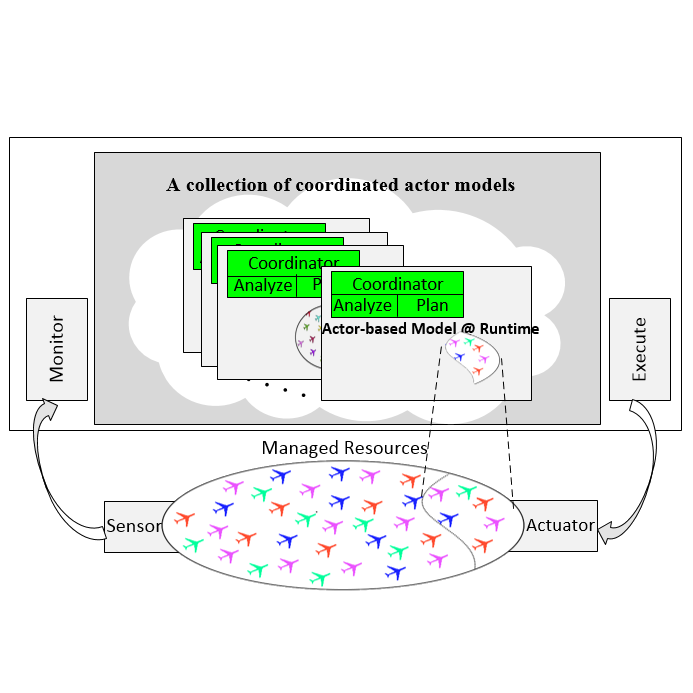 A collection of coordinated actor models
Coordinator
Analyze
Coordinator
Analyze Plan
Actor-based Model @ Runtime
Monitor
Execute
Managed Resources
Sensor
Actuator